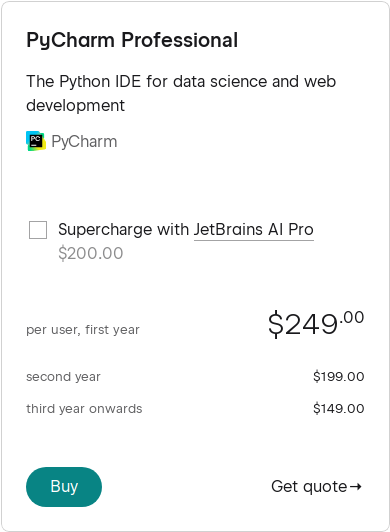 PyCharm Professional
The Python IDE for data science and web
development
PC
PyCharm
Supercharge with JetBrains AI Pro
$200.00
per user, first year $249.00
second year $199.00
third year onwards $149.00
Buy Get quote→